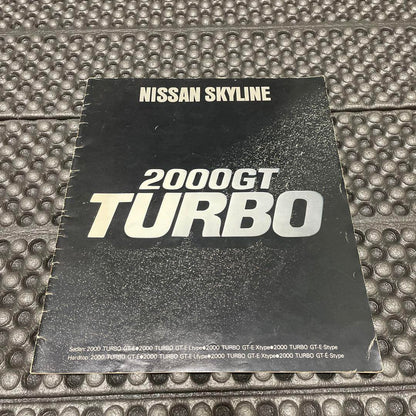 NISSAN SKYLINE
2000GT
TURBO
Sedan: 2000 TURBO GT-E●2000 TURBO GT-E Ltype●2000 TURBO GT-E Xtype●2000 TURBO GT-E Stype
Hardtop: 2000 TURBO GT-E●2000 TURBO GT-E Ltype●2000 TURBO GT-E Xtype●2000 TURBO GT-E Stype